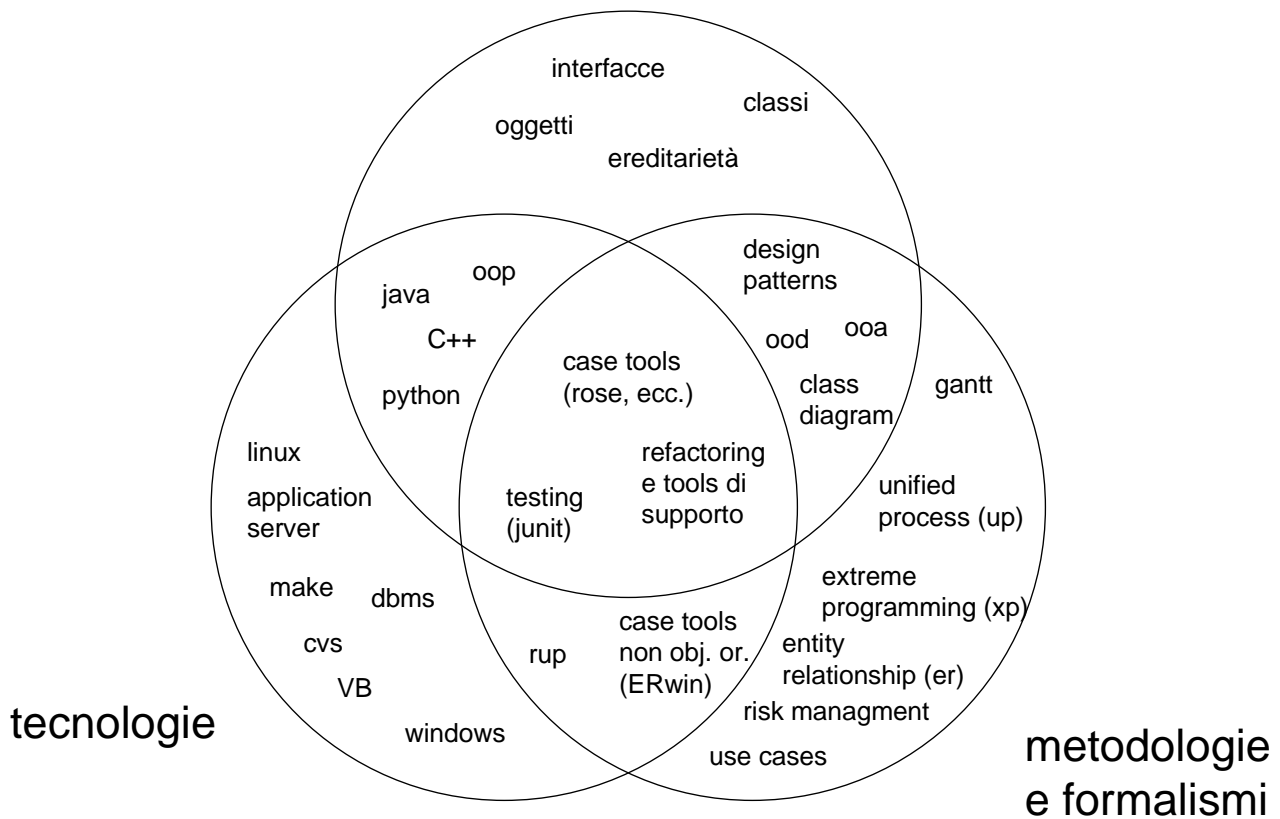 interfacce
classi
oggetti
ereditarietà
design
patterns
oop
java
C++
ood
ooa
case tools
(rose, ecc.)
python
class
diagram
gantt
linux
refactoring
e tools di
supporto
application
server
testing
(junit)
unified
process (up)
make
dbms
extreme
programming (xp)
cvs
rup
case tools
non obj. or.
(ERwin)
entity
relationship (er)
VB
risk managment
tecnologie
windows
use cases
metodologie
e formalismi